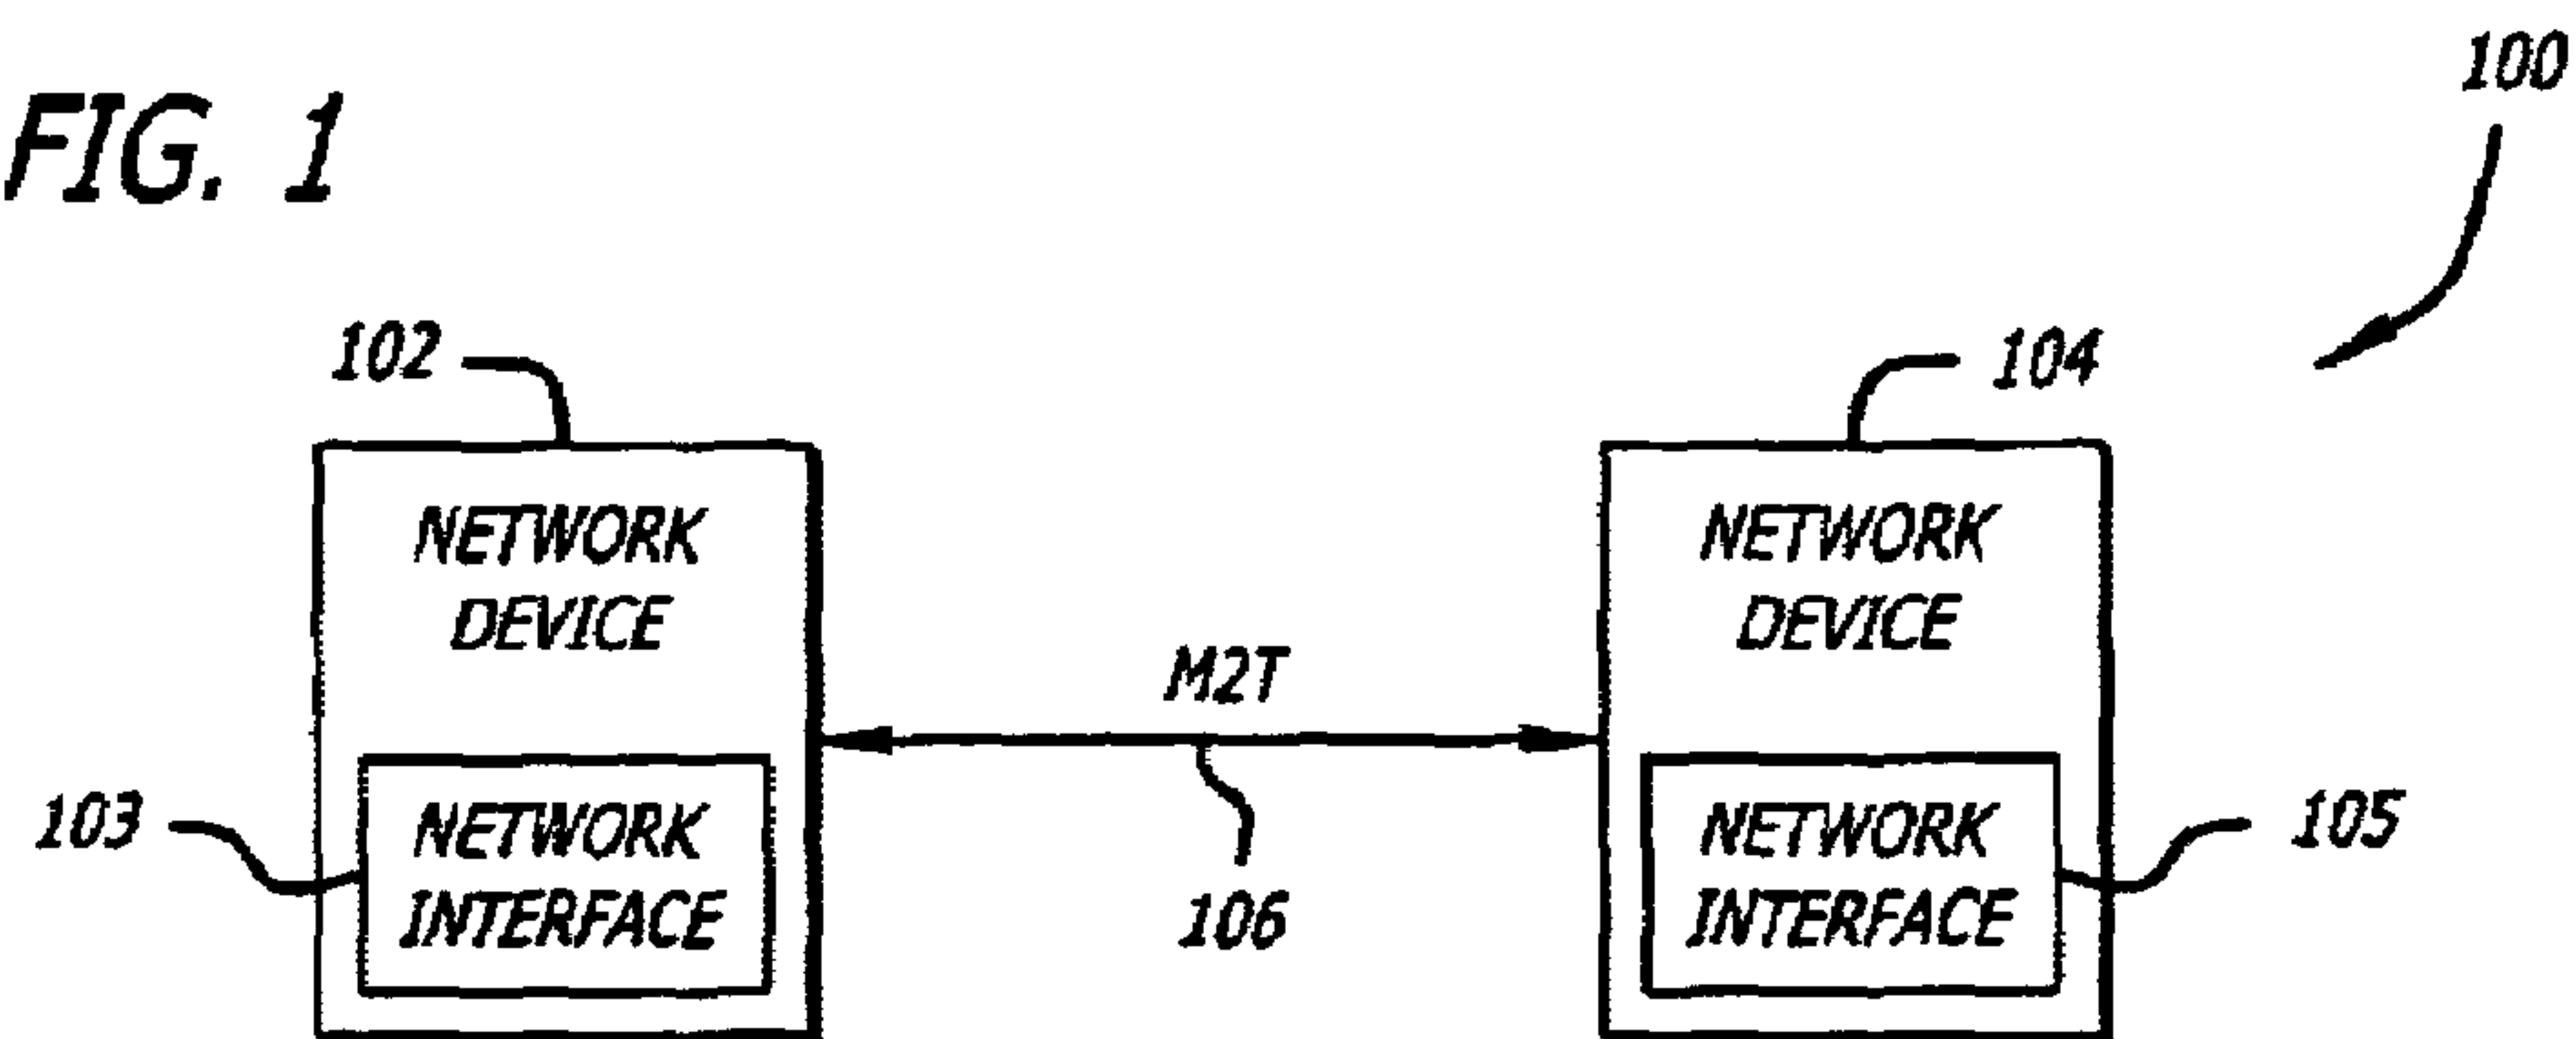 100
FIG. 1
102
104
NETWORK
DEVICE
NETWORK
DEVICE
M2T
103
NETWORK
INTERFACE
106
NETWORK
INTERFACE
105